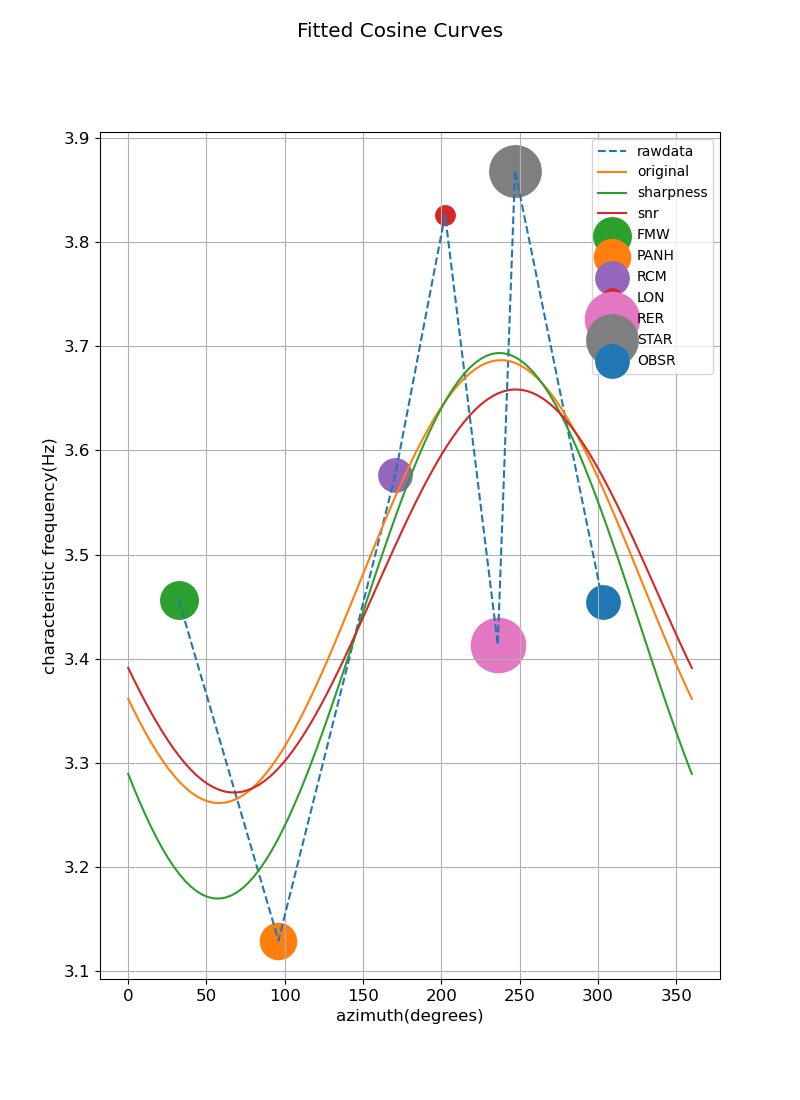 Fitted Cosine Curves
3.9
3.8
3.7
3.6
3.5
3.4
3.3
3.2
3.1
characteristic frequency(Hz)
rawdata
original
sharpness
snr
FMW
PANH
RCM
LON
RER
STAR
OBSR
0 50 100 150 200 250 300 350
azimuth(degrees)